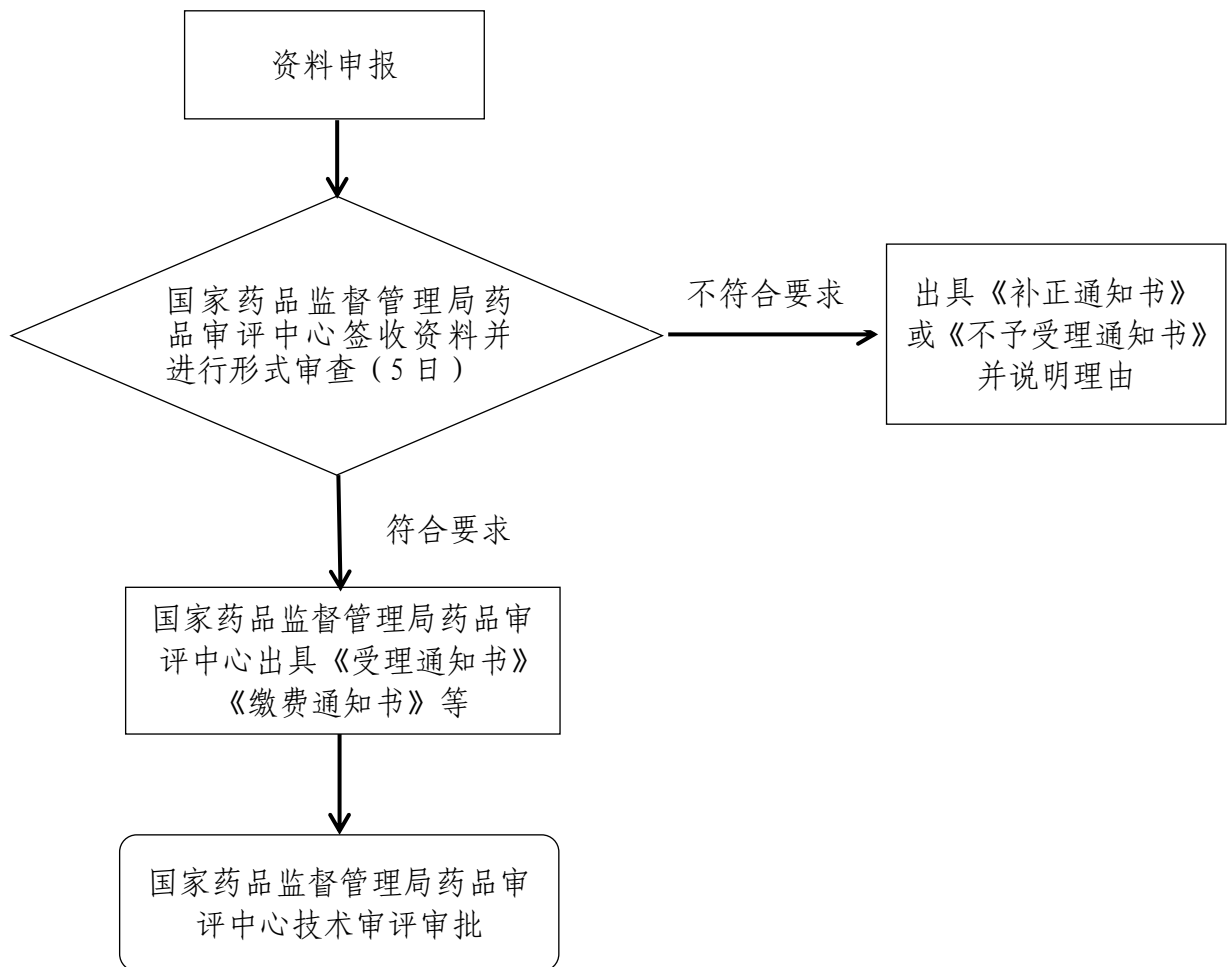 资料申报
国家药品监督管理局药
品审评中心签收资料并
进行形式审查（5日）
不符合要求
出具《补正通知书》
或《不予受理通知书》
并说明理由
符合要求
国家药品监督管理局药品审
评中心出具《受理通知书》
《缴费通知书》等
国家药品监督管理局药品审
评中心技术审评审批